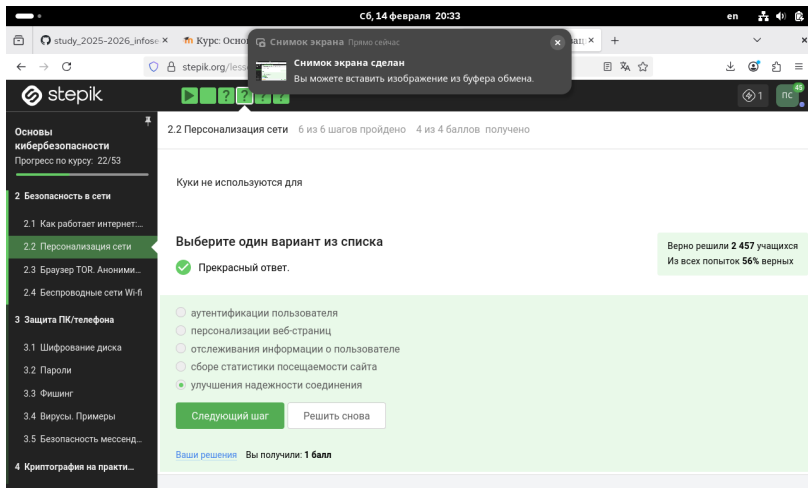 Сб, 14 февраля 20:33
en
study_2025-2026_infose
Курс: Осно
Снимок экрана Прямо сейчас
Снимок экрана сделан
Вы можете вставить изображение из буфера обмена.
stepik.org/less
stepik
1
ПС
45
Основы
кибербезопасности
Прогресс по курсу: 22/53
2 Безопасность в сети
2.1 Как работает интернет:...
2.2 Персонализация сети
2.3 Браузер TOR. Аноними...
2.4 Беспроводные сети Wi-fi
3 Защита ПК/телефона
3.1 Шифрование диска
3.2 Пароли
3.3 Фишинг
3.4 Вирусы. Примеры
3.5 Безопасность мессенд...
4 Криптография на практи...
2.2 Персонализация сети 6 из 6 шагов пройдено 4 из 4 баллов получено
Куки не используются для
Выберите один вариант из списка
Прекрасный ответ.
Верно решили 2 457 учащихся
Из всех попыток 56% верных
аутентификации пользователя
персонализации веб-страниц
отслеживания информации о пользователе
сборе статистики посещаемости сайта
улучшения надежности соединения
Следующий шаг
Решить снова
Ваши решения Вы получили: 1 балл